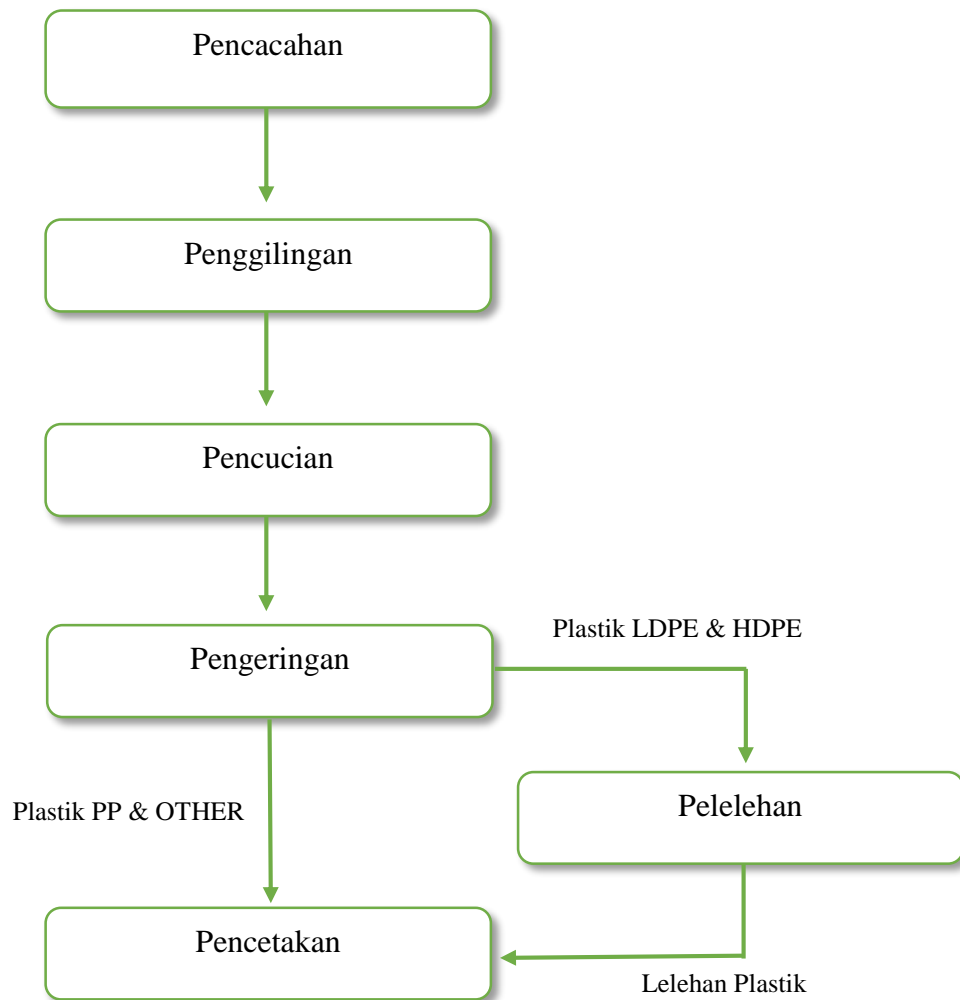 Pencacahan
Penggilingan
Pencucian
Plastik LDPE & HDPE
Pengeringan
Plastik PP & OTHER
Pelelehan
Pencetakan
Lelehan Plastik